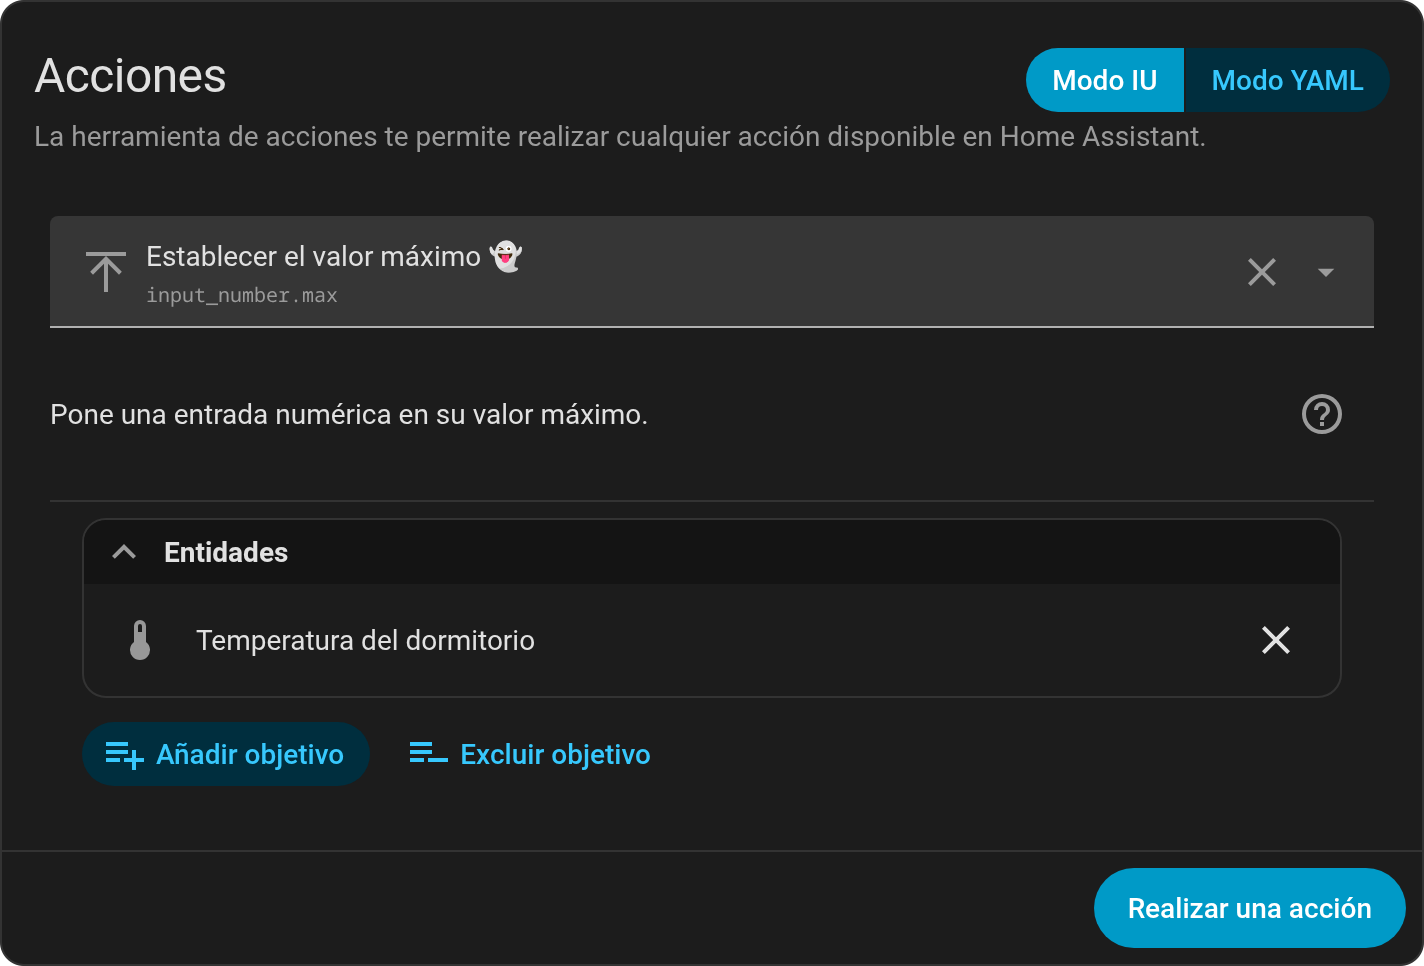 Acciones
Modo IU
Modo YAML
La herramienta de acciones te permite realizar cualquier acción disponible en Home Assistant.
Establecer el valor máximo 👻
input_number.max
Pone una entrada numérica en su valor máximo.
Entidades
Temperatura del dormitorio
Añadir objetivo
Excluir objetivo
Realizar una acción